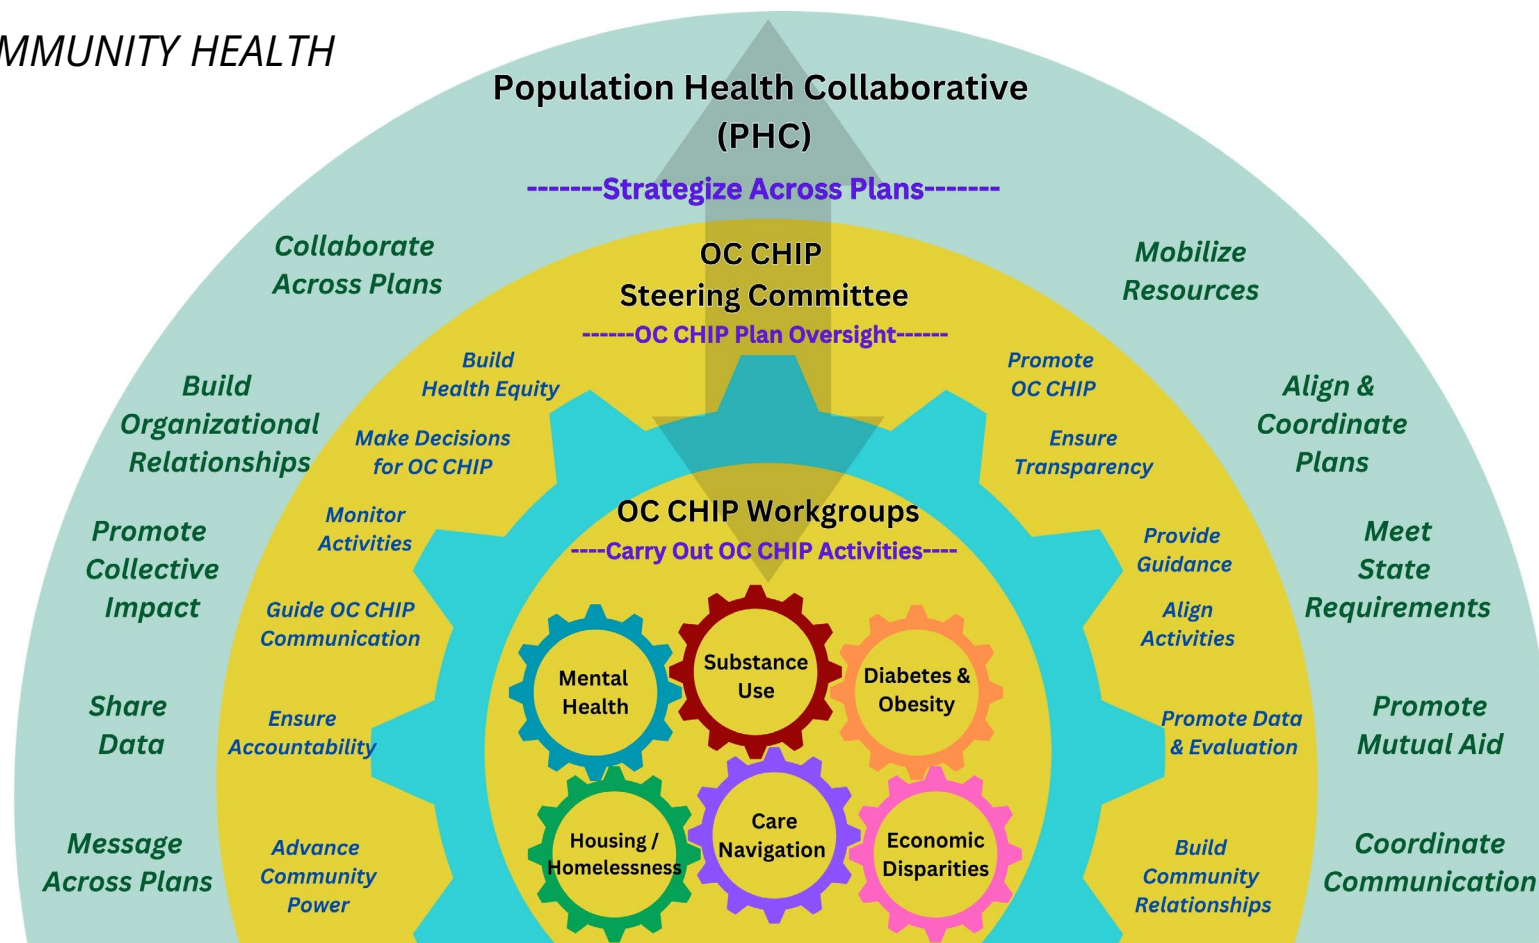 MMUNITY HEALTH
Population Health Collaborative
(PHC)
-------Strategize Across Plans-------
Collaborate
Across Plans
Build
Organizational
Relationships
Promote
Collective
Impact
Share
Data
Message
Across Plans
Mobilize
Resources
Align &
Coordinate
Plans
Meet
State
Requirements
Promote
Mutual Aid
Coordinate
Communication
OC CHIP
Steering Committee
------OC CHIP Plan Oversight------
Build
Health Equity
Make Decisions
for OC CHIP
Monitor
Activities
Guide OC CHIP
Communication
Ensure
Accountability
Advance
Community
Power
Promote
OC CHIP
Ensure
Transparency
Provide
Guidance
Align
Activities
Promote Data
& Evaluation
Build
Community
Relationships
OC CHIP Workgroups
----Carry Out OC CHIP Activities----
Mental
Health
Substance
Use
Diabetes &
Obesity
Housing /
Homelessness
Care
Navigation
Economic
Disparities